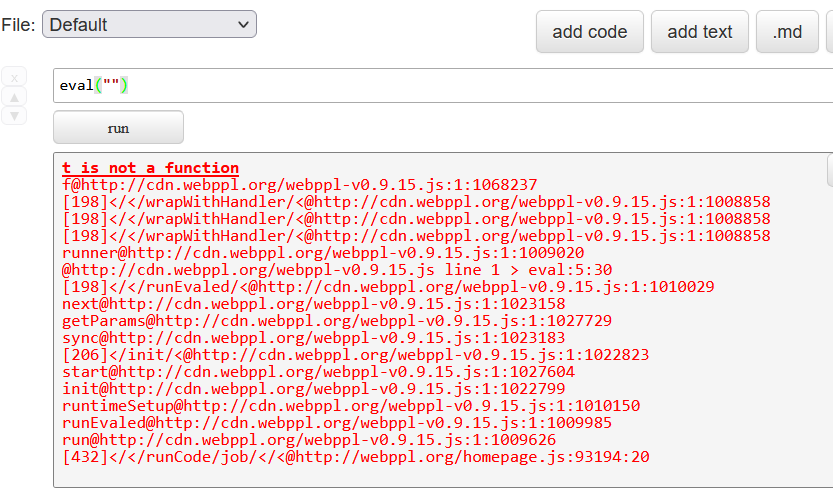 File: Default
add code add text .md
x
eval("")
run
t is not a function
f@http://cdn.webppl.org/webppl-v0.9.15.js:1:1068237
[198]</</wrapWithHandler/<@http://cdn.webppl.org/webppl-v0.9.15.js:1:1008858
[198]</</wrapWithHandler/<@http://cdn.webppl.org/webppl-v0.9.15.js:1:1008858
[198]</</wrapWithHandler/<@http://cdn.webppl.org/webppl-v0.9.15.js:1:1008858
runner@http://cdn.webppl.org/webppl-v0.9.15.js:1:1009020
@http://cdn.webppl.org/webppl-v0.9.15.js line 1 > eval:5:30
[198]</</runEvaled/<@http://cdn.webppl.org/webppl-v0.9.15.js:1:1010029
next@http://cdn.webppl.org/webppl-v0.9.15.js:1:1023158
getParams@http://cdn.webppl.org/webppl-v0.9.15.js:1:1027729
sync@http://cdn.webppl.org/webppl-v0.9.15.js:1:1023183
[206]</init/<@http://cdn.webppl.org/webppl-v0.9.15.js:1:1022823
start@http://cdn.webppl.org/webppl-v0.9.15.js:1:1027604
init@http://cdn.webppl.org/webppl-v0.9.15.js:1:1022799
runtimeSetup@http://cdn.webppl.org/webppl-v0.9.15.js:1:1010150
runEvaled@http://cdn.webppl.org/webppl-v0.9.15.js:1:1009985
run@http://cdn.webppl.org/webppl-v0.9.15.js:1:1009626
[432]</</runCode/job/</<@http://webppl.org/homepage.js:93194:20